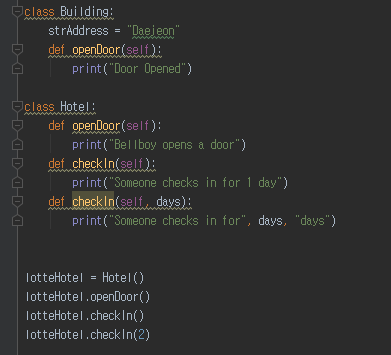 class Building:
    strAddress = "Daejeon"
    def openDoor(self):
        print("Door Opened")

class Hotel:
    def openDoor(self):
        print("Bellboy opens a door")
    def checkIn(self):
        print("Someone checks in for 1 day")
    def checkIn(self, days):
        print("Someone checks in for", days, "days")


lotteHotel = Hotel()
lotteHotel.openDoor()
lotteHotel.checkIn()
lotteHotel.checkIn(2)